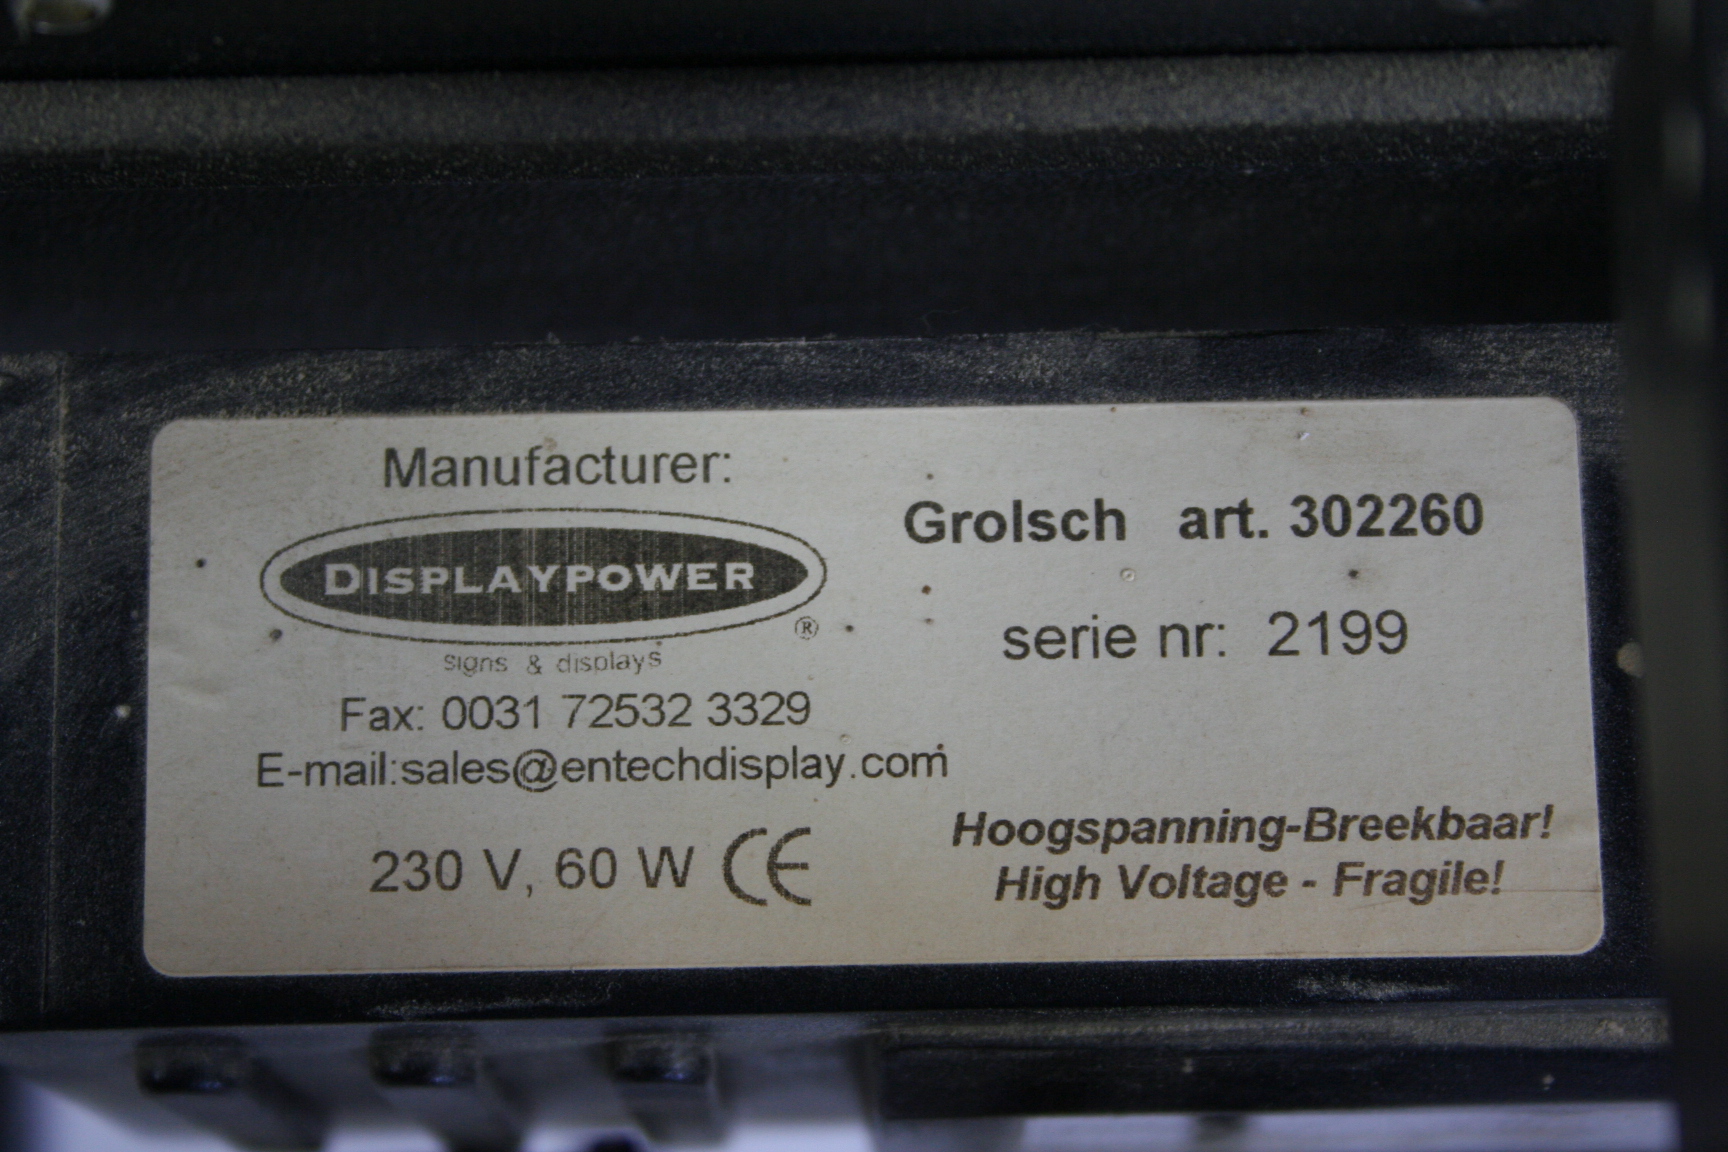 Manufacturer:
DISPLAYPOWER
®
signs & displays
Fax: 0031 72532 3329
E-mail:sales@entechdisplay.com
230 V, 60 W CE
Grolsch art. 302260
serie nr: 2199
Hoogspanning-Breekbaar!
High Voltage - Fragile!